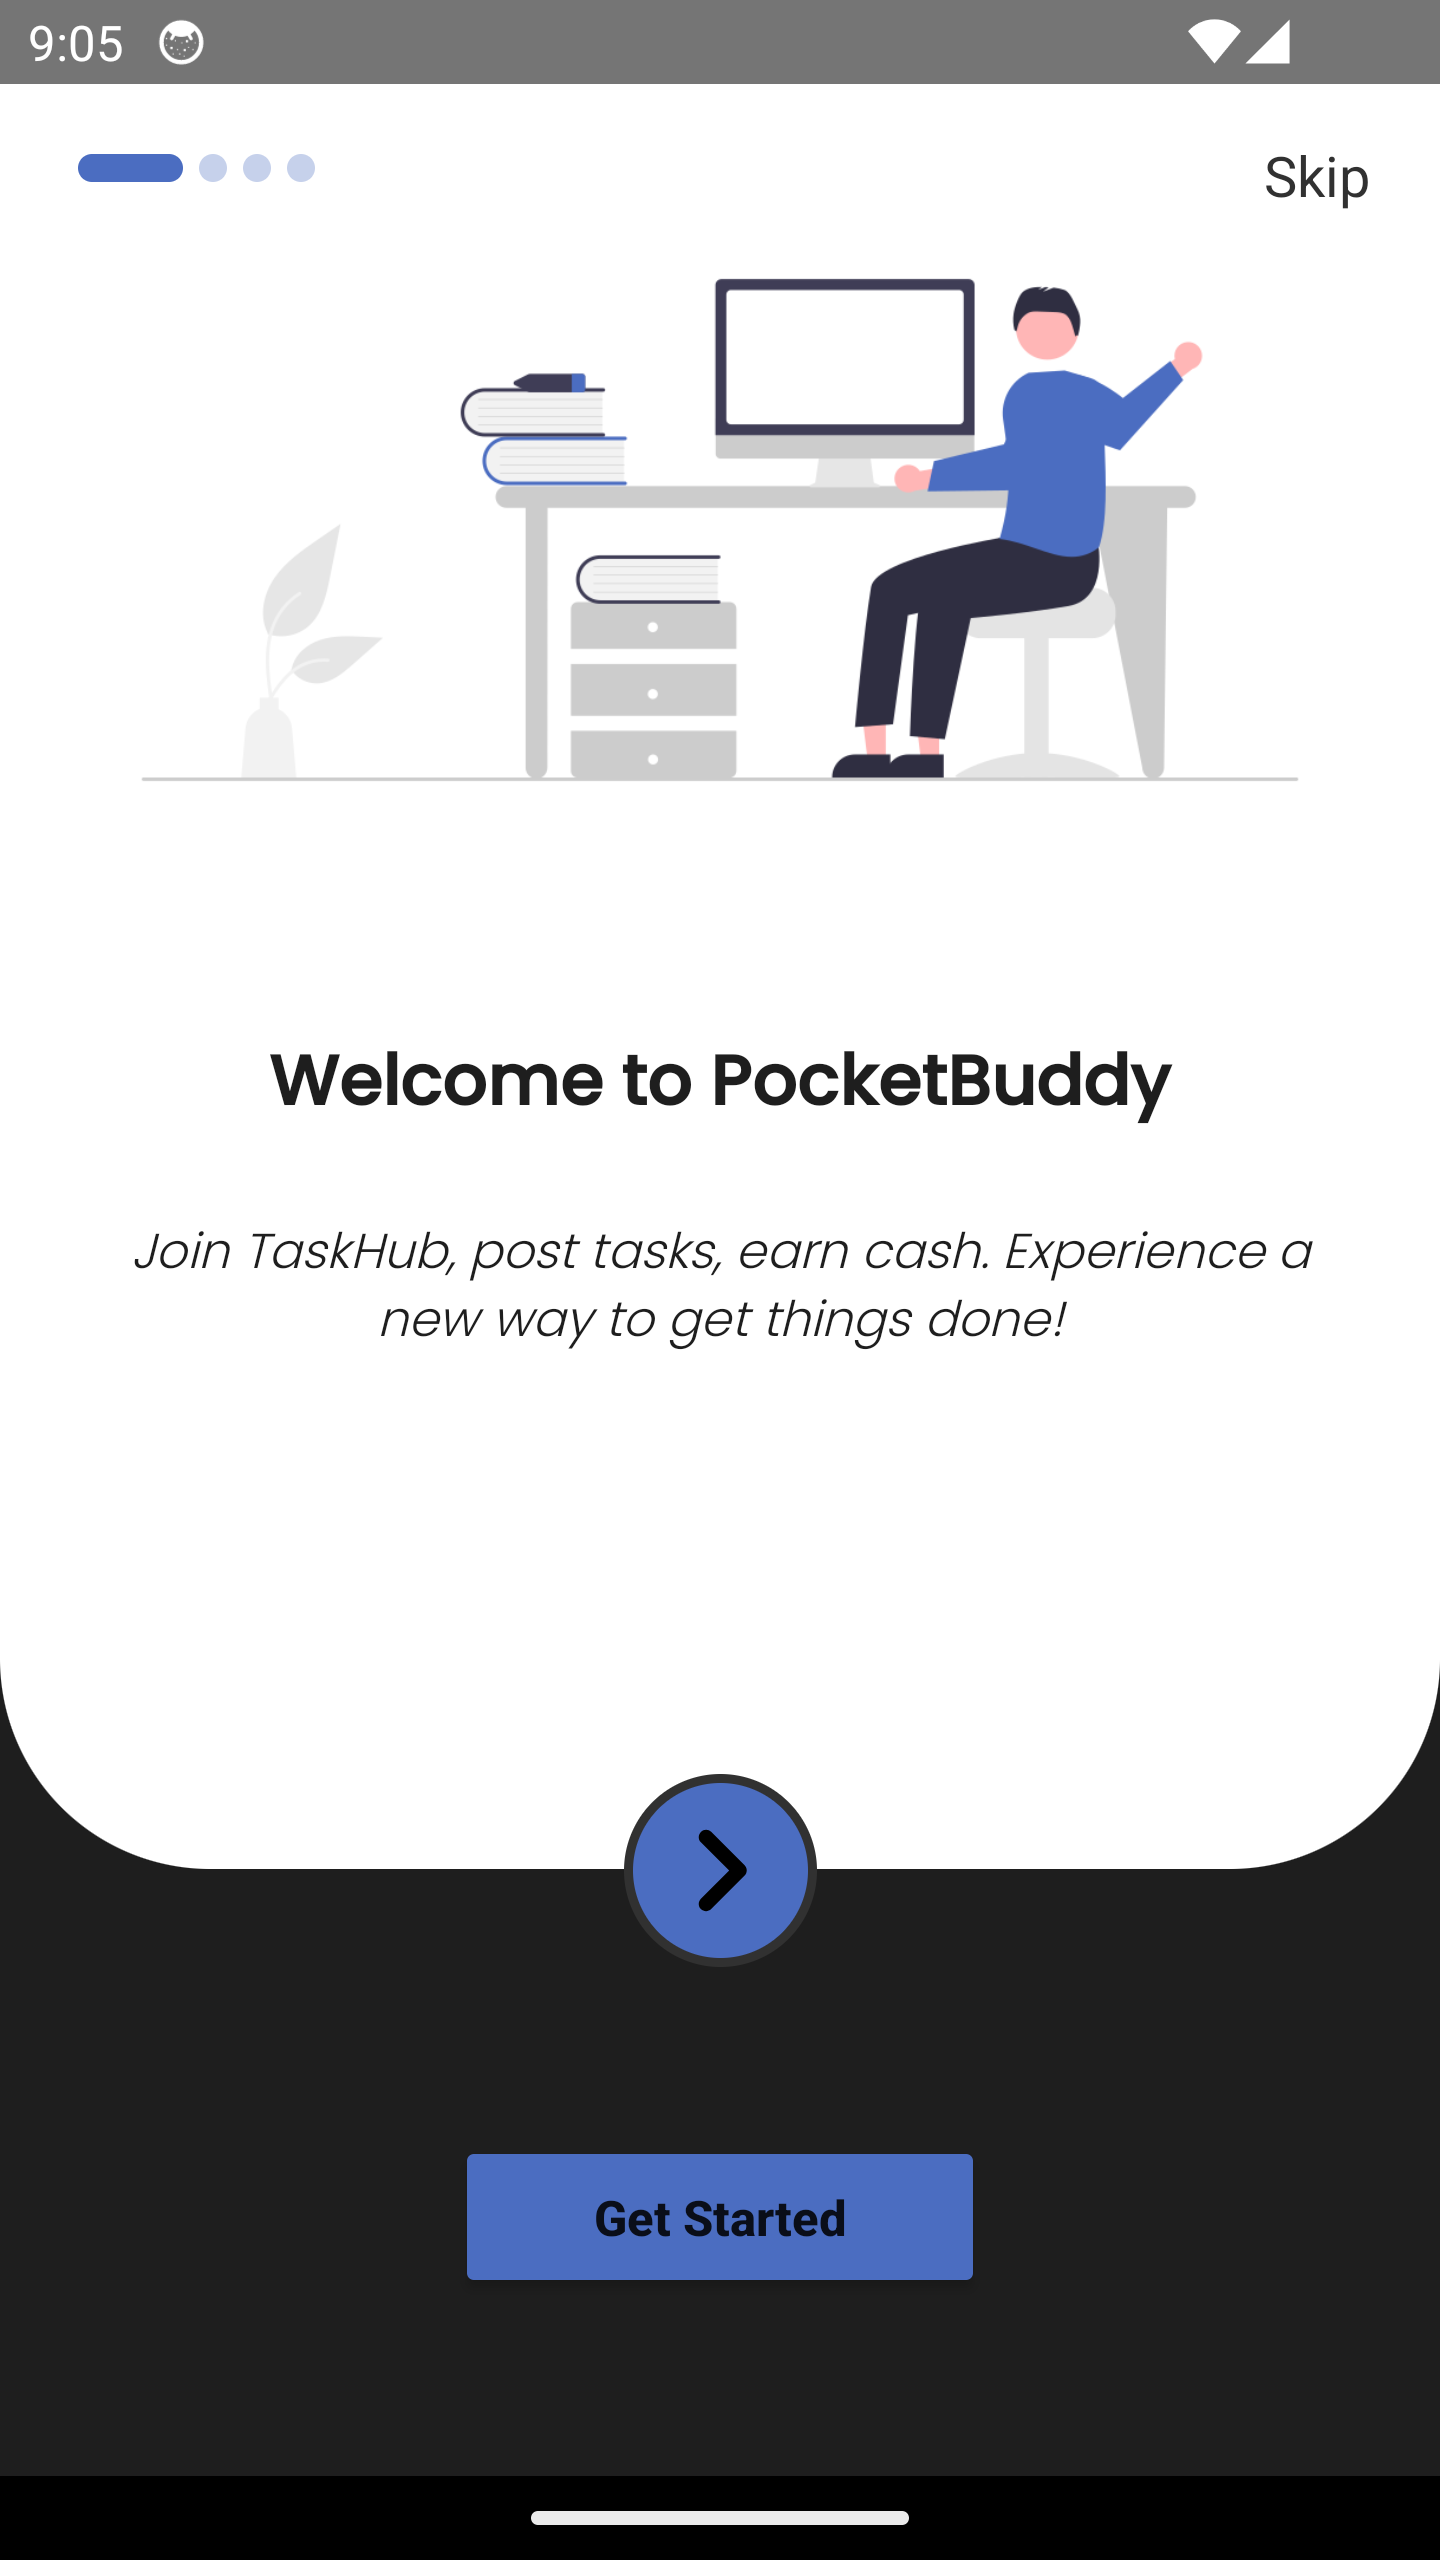 9:05
Skip
Welcome to PocketBuddy
Join TaskHub, post tasks, earn cash. Experience a
new way to get things done!
Get Started